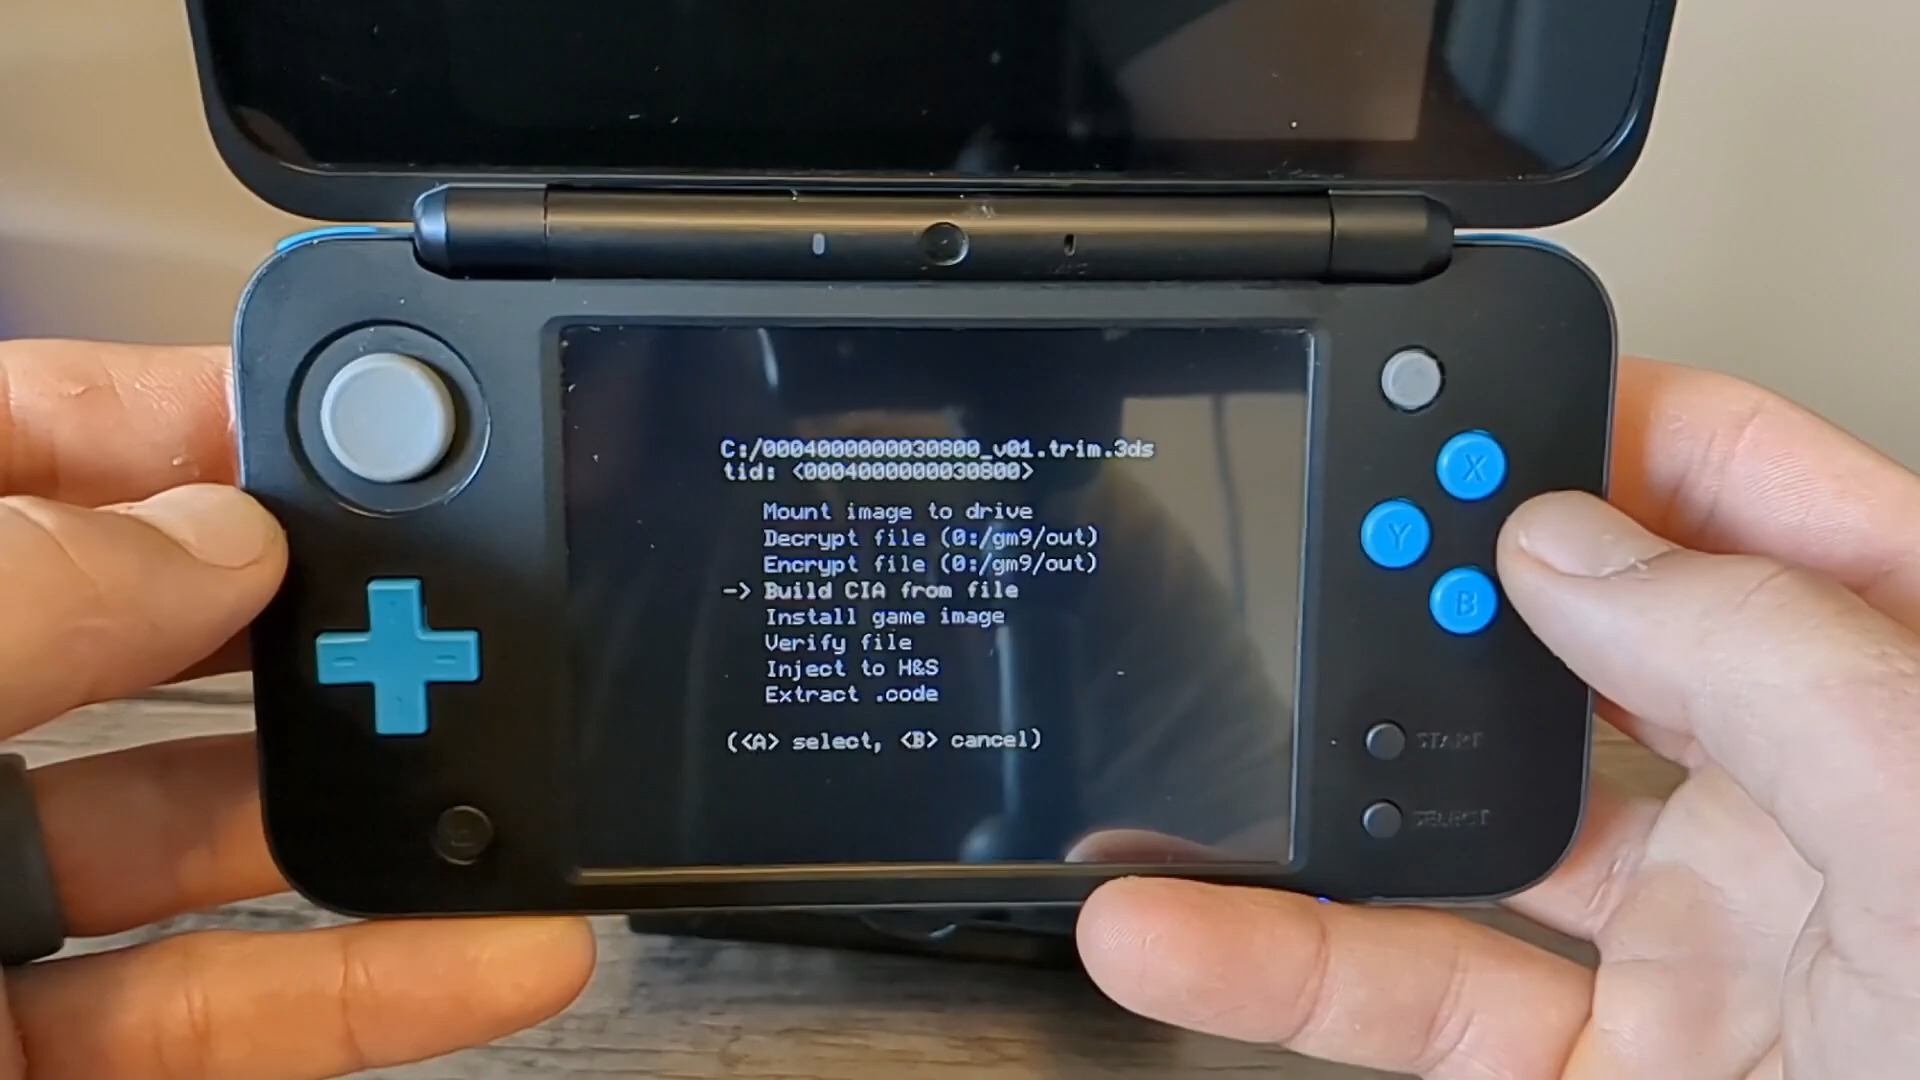 C:/0004000000030800_v01.trim.3ds
tid: <0004000000030800>
Mount image to drive
Decrypt file (0:/gm9/out)
Encrypt file (0:/gm9/out)
-> Build CIA from file
Install game image
Verify file
Inject to H&S
Extract .code
(<A> select, <B> cancel)
X
Y
B
START
SELECT